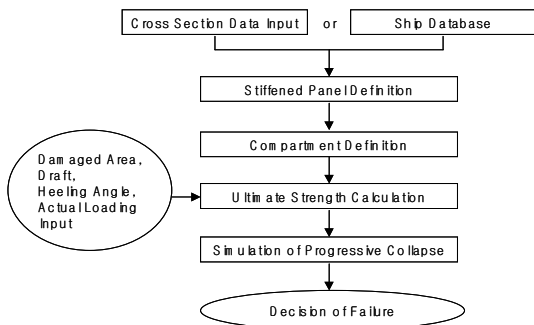 Cross Section Data Input or Ship Database
Stiffened Panel Definition
Compartment Definition
Damaged Area,
Draft,
Heeling Angle,
Actual Loading
Input
Ultimate Strength Calculation
Simulation of Progressive Collapse
Decision of Failure